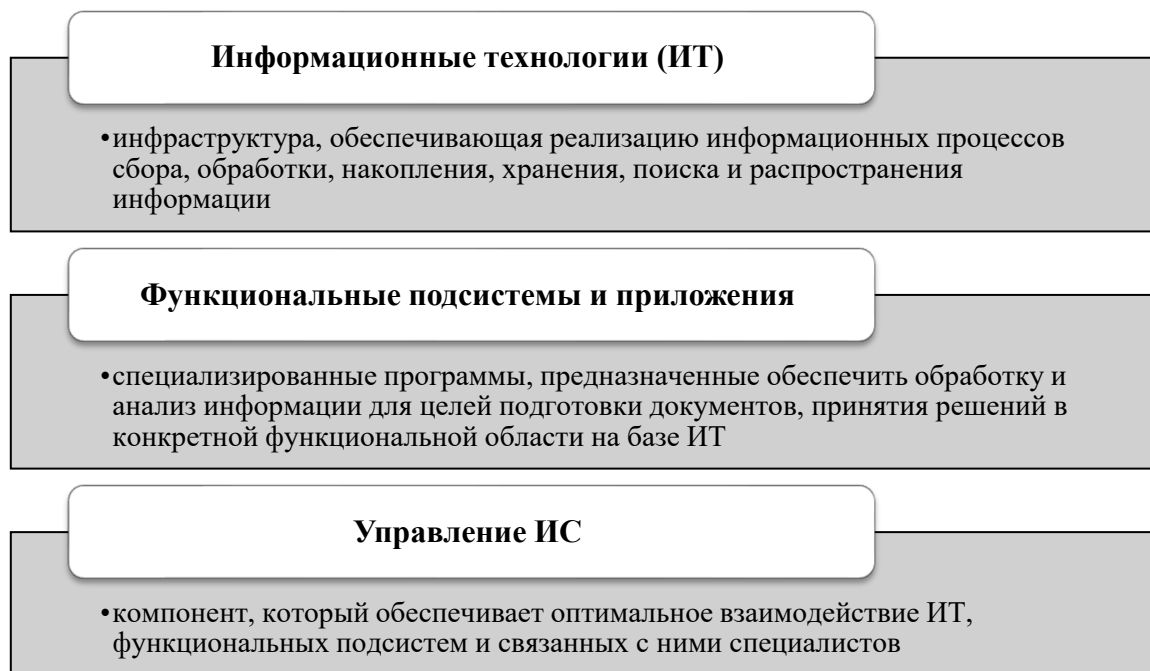 Информационные технологии (ИТ)
•инфраструктура, обеспечивающая реализацию информационных процессов
сбора, обработки, накопления, хранения, поиска и распространения
информации
Функциональные подсистемы и приложения
•специализированные программы, предназначенные обеспечить обработку и
анализ информации для целей подготовки документов, принятия решений в
конкретной функциональной области на базе ИТ
Управление ИС
•компонент, который обеспечивает оптимальное взаимодействие ИТ,
функциональных подсистем и связанных с ними специалистов